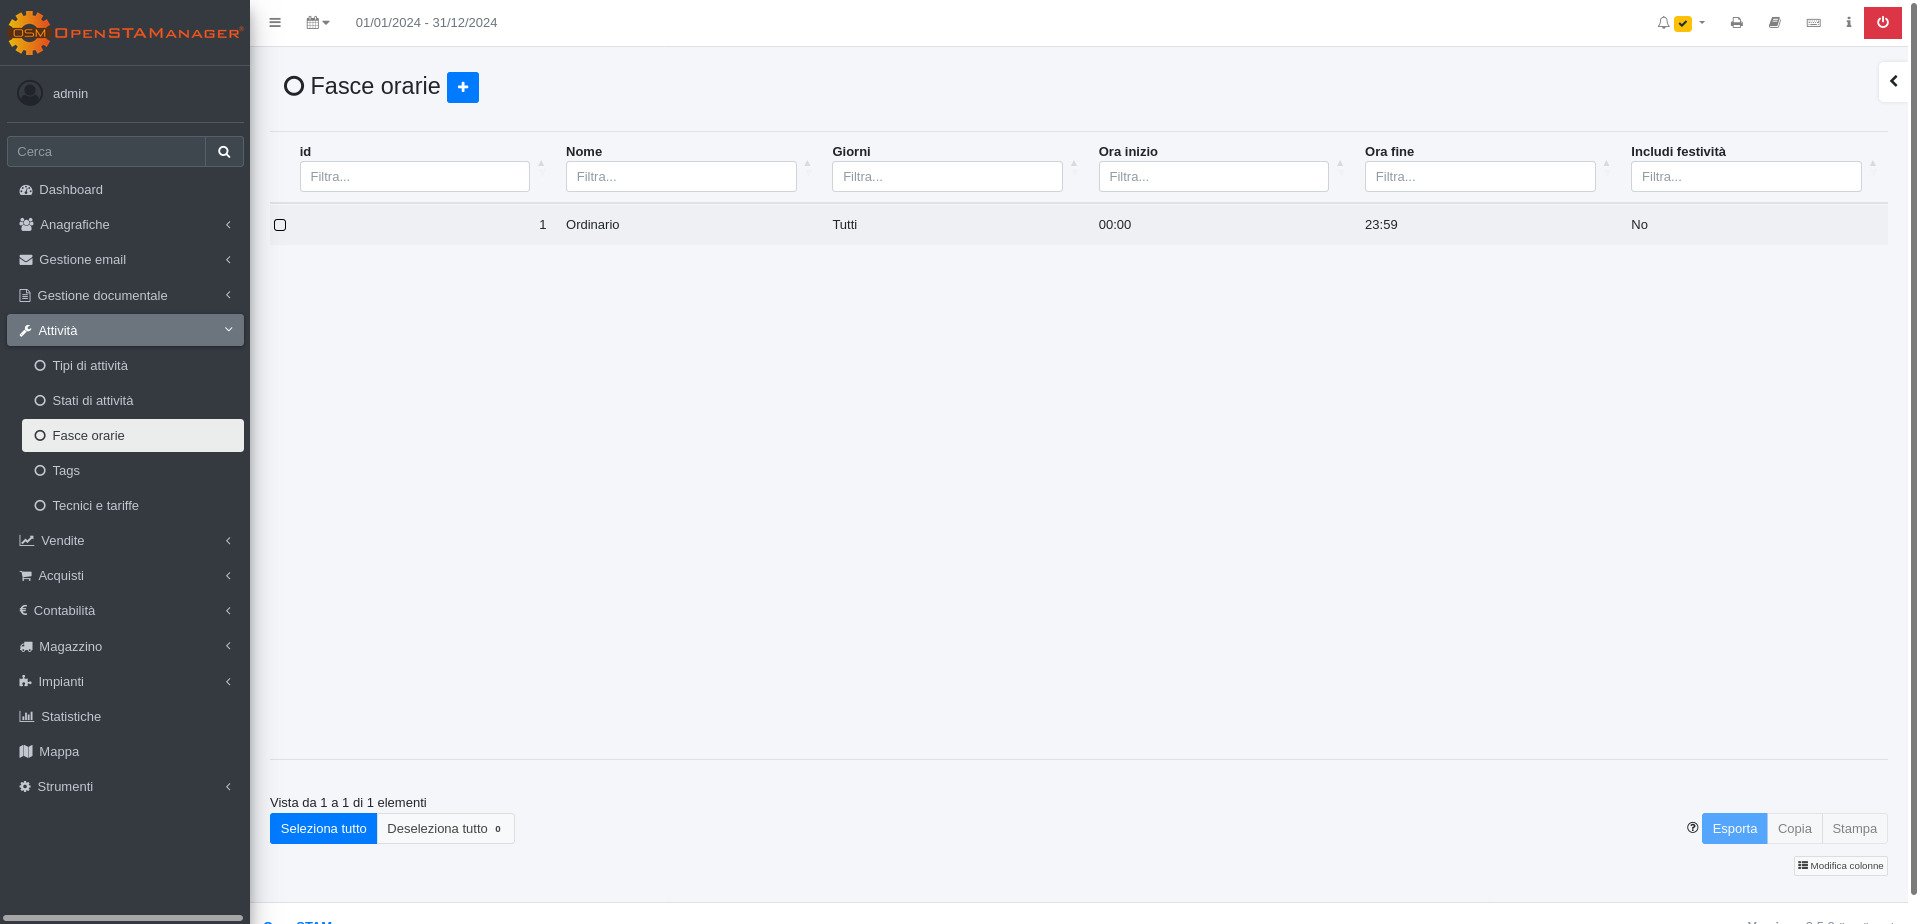 OSM OpenSTAManager®
01/01/2024 - 31/12/2024
admin
Cerca
Dashboard
Anagrafiche
Gestione email
Gestione documentale
Attività
Tipi di attività
Stati di attività
Fasce orarie
Tags
Tecnici e tariffe
Vendite
Acquisti
Contabilità
Magazzino
Impianti
Statistiche
Mappa
Strumenti
Fasce orarie
id Nome Giorni Ora inizio Ora fine Includi festività
Filtra... Filtra... Filtra... Filtra... Filtra... Filtra...
1 Ordinario Tutti 00:00 23:59 No
Vista da 1 a 1 di 1 elementi
Seleziona tutto Deseleziona tutto 0
Esporta Copia Stampa
Modifica colonne